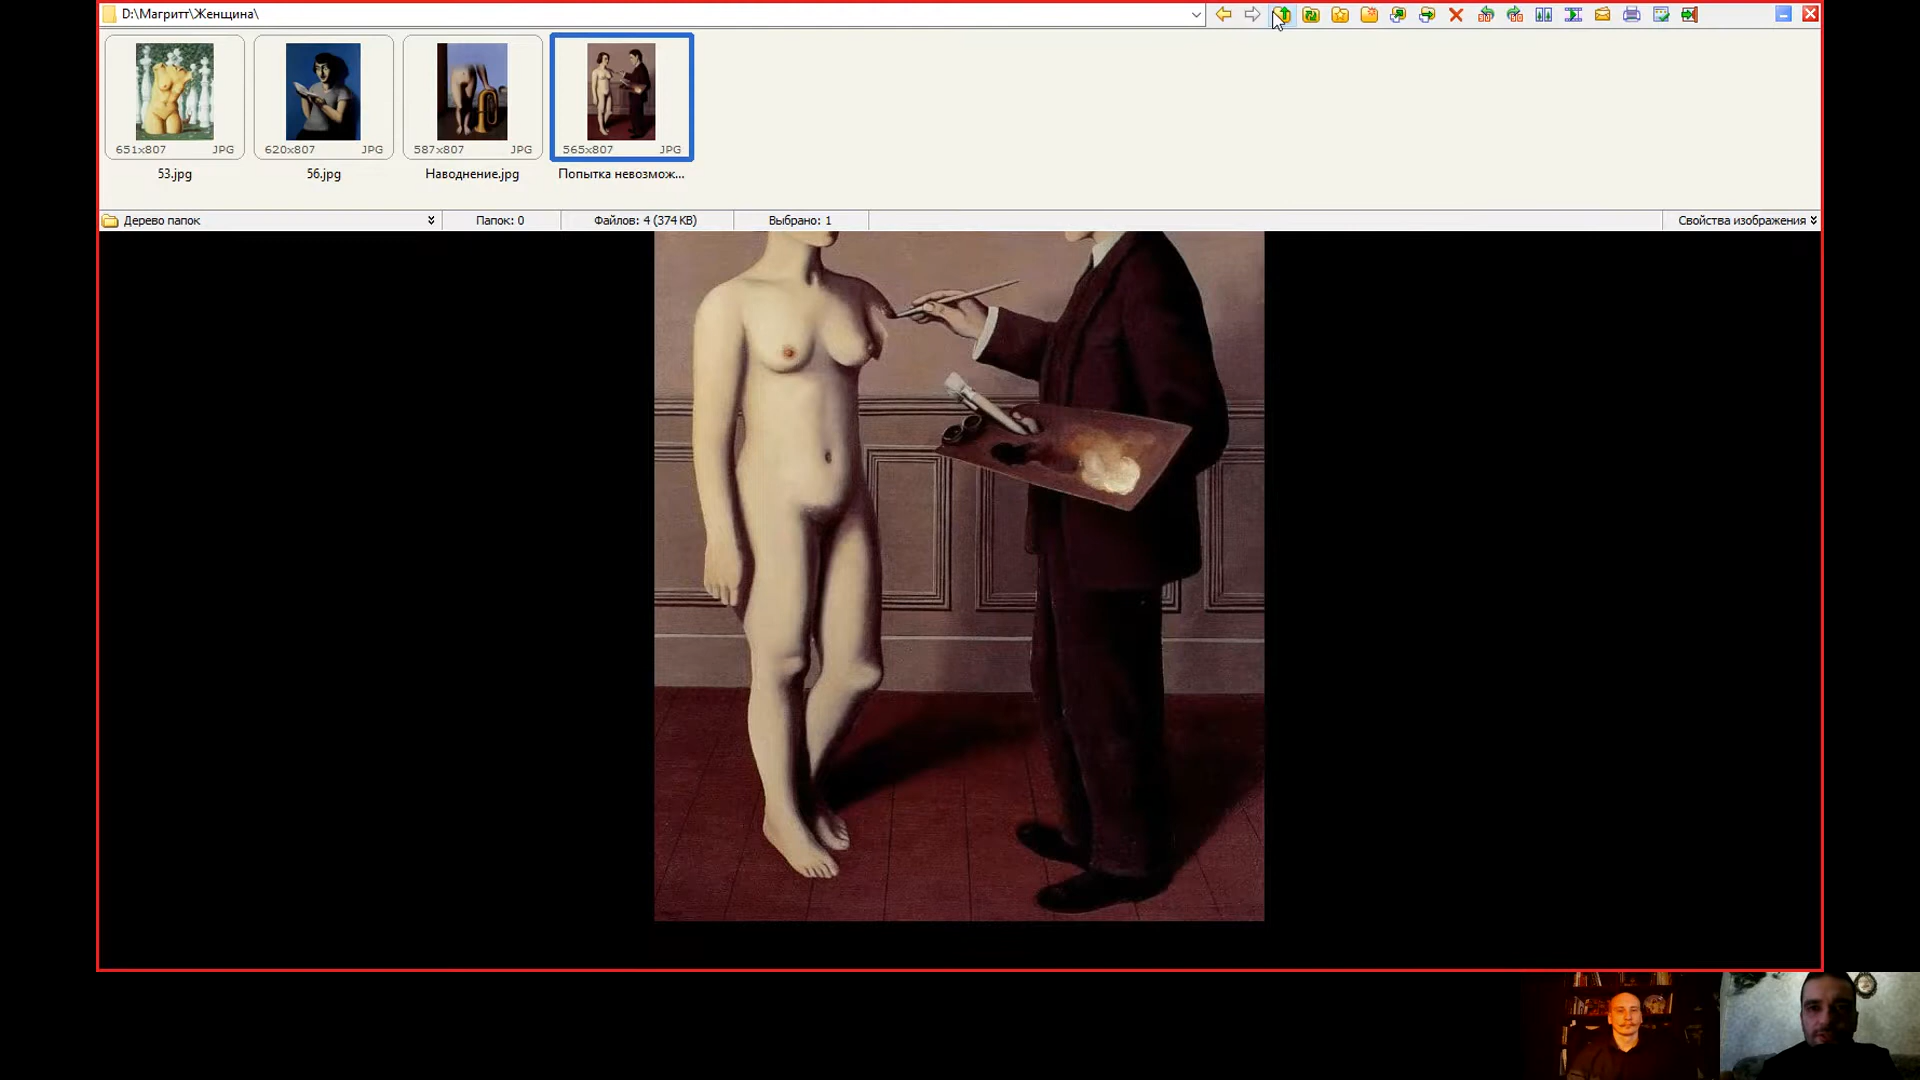 D:\Магритт\Женщина\
651x807 JPG
620x807 JPG
587x807 JPG
565x807 JPG
53.jpg
56.jpg
Наводнение.jpg
Попытка невозмож...
Дерево папок
Папок: 0
Файлов: 4 (374 KB)
Выбрано: 1
Свойства изображения